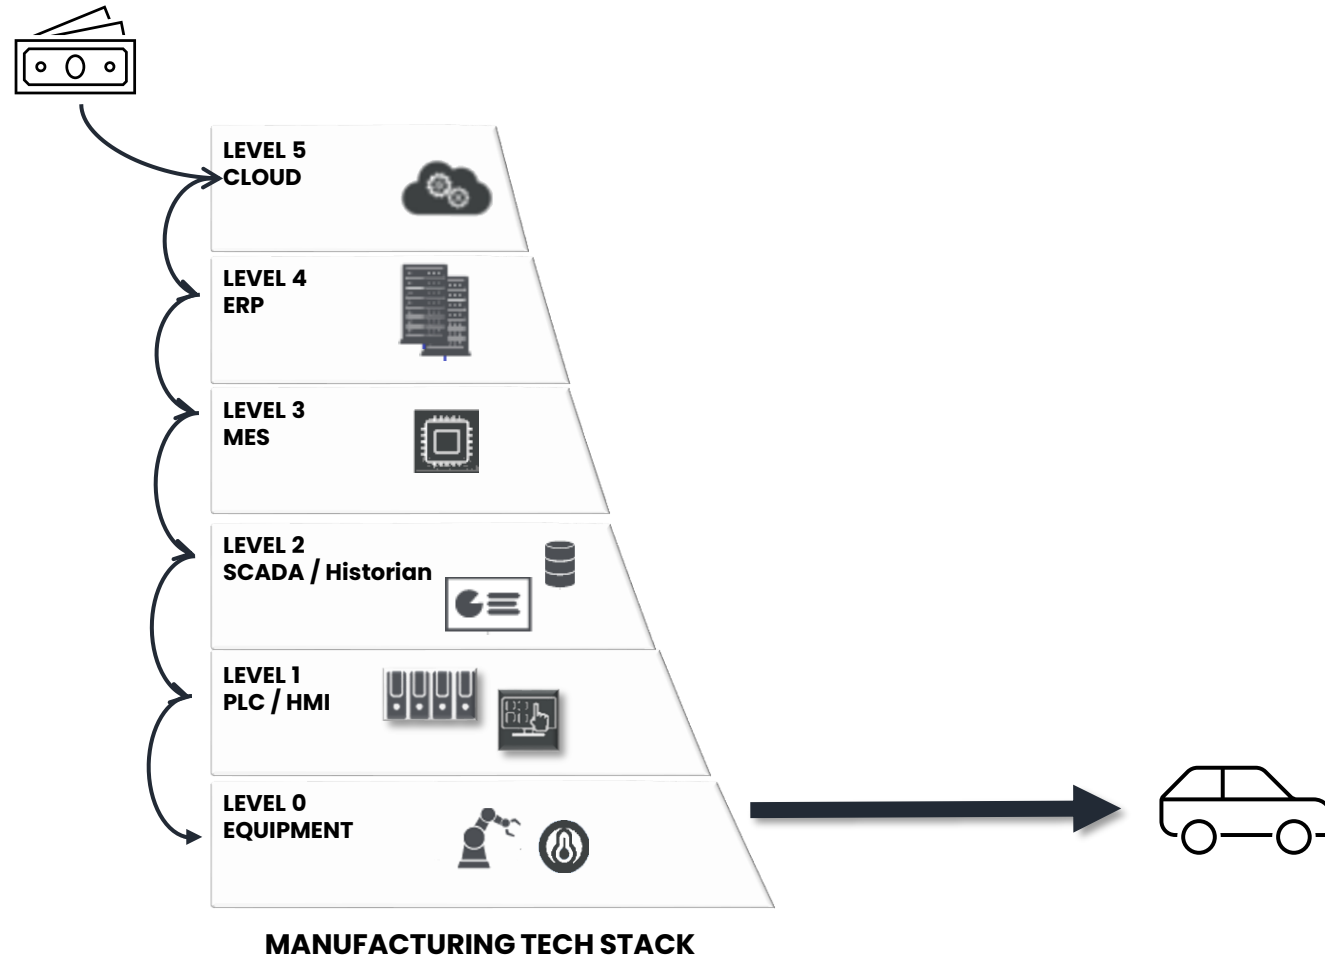 LEVEL 5
CLOUD
LEVEL 4
ERP
LEVEL 3
MES
LEVEL 2
SCADA / Historian
LEVEL 1
PLC / HMI
LEVEL 0
EQUIPMENT
MANUFACTURING TECH STACK